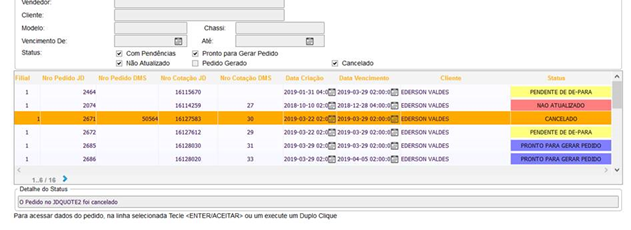 Vendedor:
Cliente:
Modelo: Chassi:
Vencimento De: Até:
Status: Com Pendências Pronto para Gerar Pedido
Não Atualizado Pedido Gerado Cancelado
Filial Nro Pedido JD Nro Pedido DMS Nro Cotação JD Nro Cotação DMS Data Criação Data Vencimento Cliente Status
1 2464 16115670 2019-01-31 04:0 2019-03-29 02:00:0 EDERSON VALDES PENDENTE DE DE-PARA
1 2074 16114259 27 2018-10-10 02:0 2018-12-28 04:00:0 EDERSON VALDES NAO ATUALIZADO
1 2671 50564 16127583 30 2019-03-22 02:0 2019-03-29 02:00:0 EDERSON VALDES CANCELADO
1 2672 16127612 29 2019-03-22 02:0 2019-03-29 02:00:0 EDERSON VALDES PENDENTE DE DE-PARA
1 2685 16128030 31 2019-03-29 02:0 2019-03-29 02:00:0 EDERSON VALDES PRONTO PARA GERAR PEDIDO
1 2686 16128020 33 2019-03-29 02:0 2019-04-05 02:00:0 EDERSON VALDES PRONTO PARA GERAR PEDIDO
1..6 / 16
Detalhe do Status
O Pedido no JDQUOTE2 foi cancelado
Para acessar dados do pedido, na linha selecionada Tecle <ENTER/ACEITAR> ou um execute um Duplo Clique